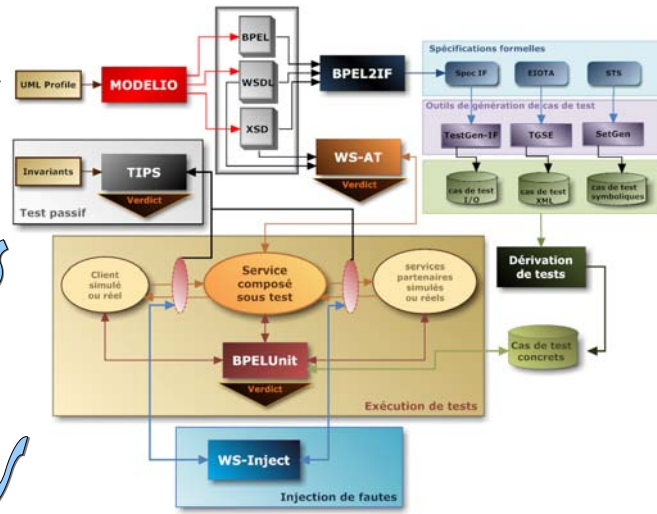 BPEL
WSDL
XSD
UML Profile
MODELIO
BPEL2IF
Spécifications formelles
Spec IF
EIOTA
STS
Outils de génération de cas de test
TestGen-IF
TGSE
SetGen
cas de test
I/O
cas de test
XML
cas de test
symboliques
Invariants
TIPS
Verdict
Test passif
WS-AT
Verdict
Client
simulé
ou réel
Service
composé
sous test
services
partenaires
simulés
ou réels
Dérivation
de tests
BPELUnit
Verdict
Cas de test
concrets
Exécution de tests
WS-Inject
Injection de fautes